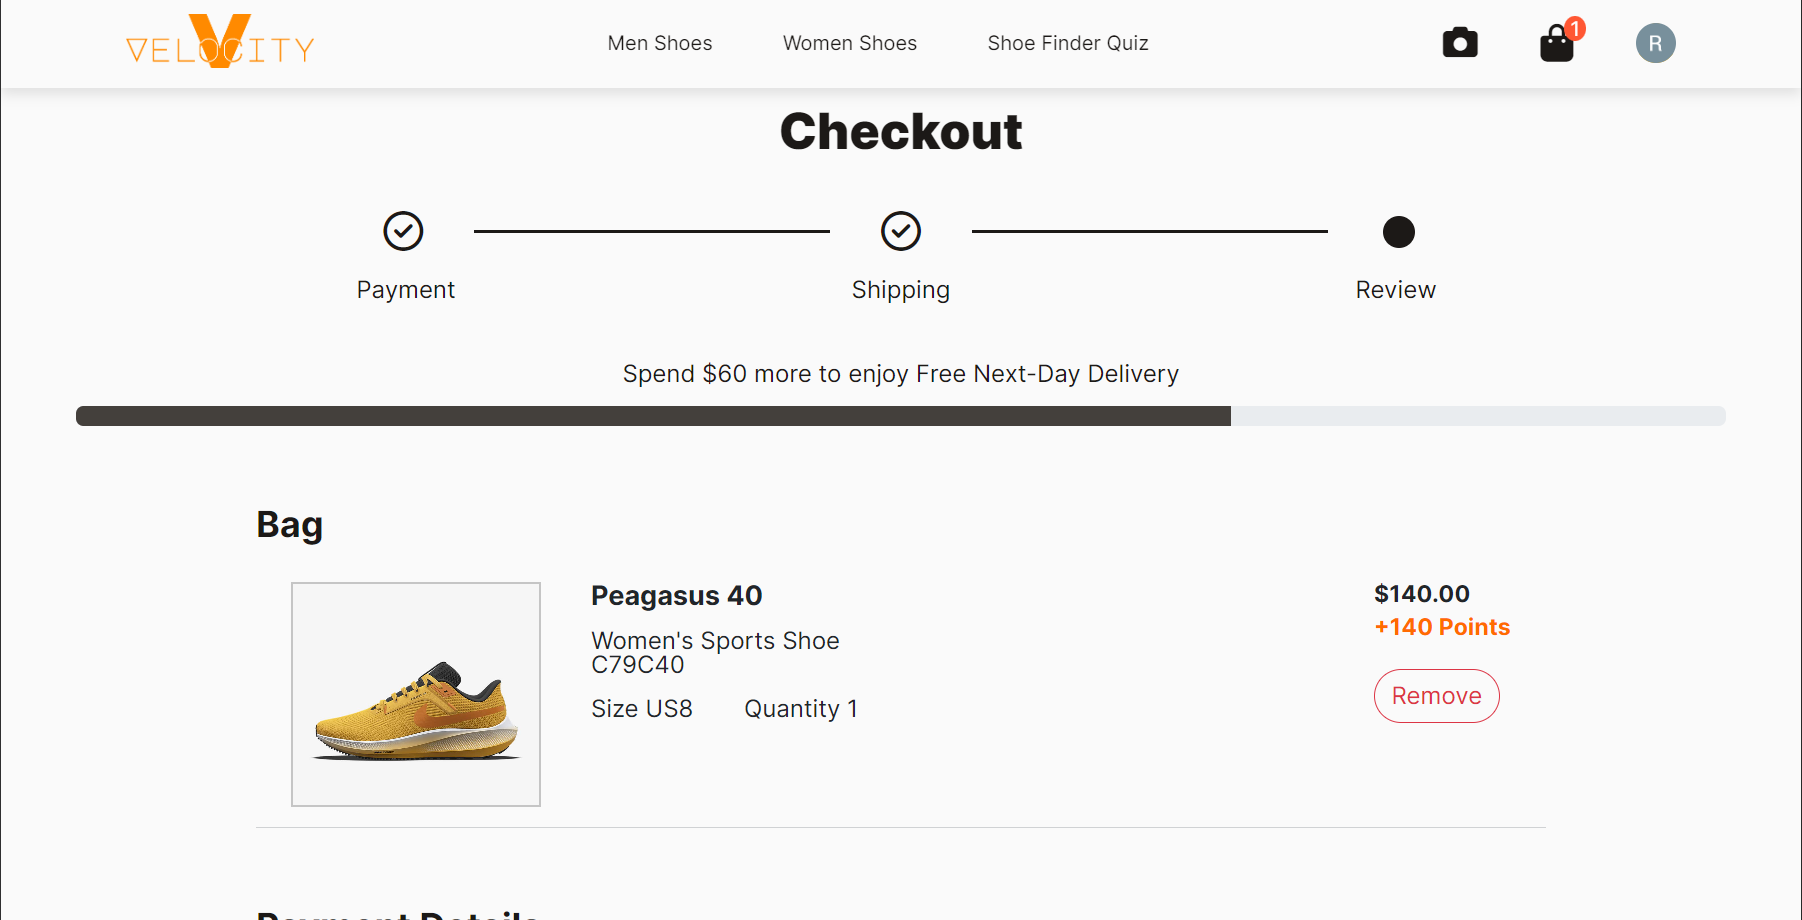 VELOCITY
Men Shoes
Women Shoes
Shoe Finder Quiz
1
R
Checkout
Payment
Shipping
Review
Spend $60 more to enjoy Free Next-Day Delivery
Bag
Peagasus 40
$140.00
+140 Points
Women's Sports Shoe
C79C40
Size US8
Quantity 1
Remove
Payment Details